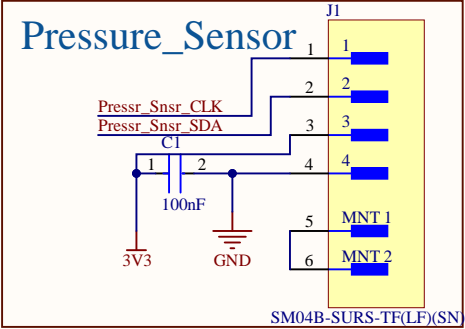 J1
Pressure_Sensor
1 1
2 2
Pressr_Snsr_CLK
Pressr_Snsr_SDA
3 3
C1
1 2
4 4
100nF
5 MNT 1
6 MNT 2
3V3 GND
SM04B-SURS-TF(LF)(SN)